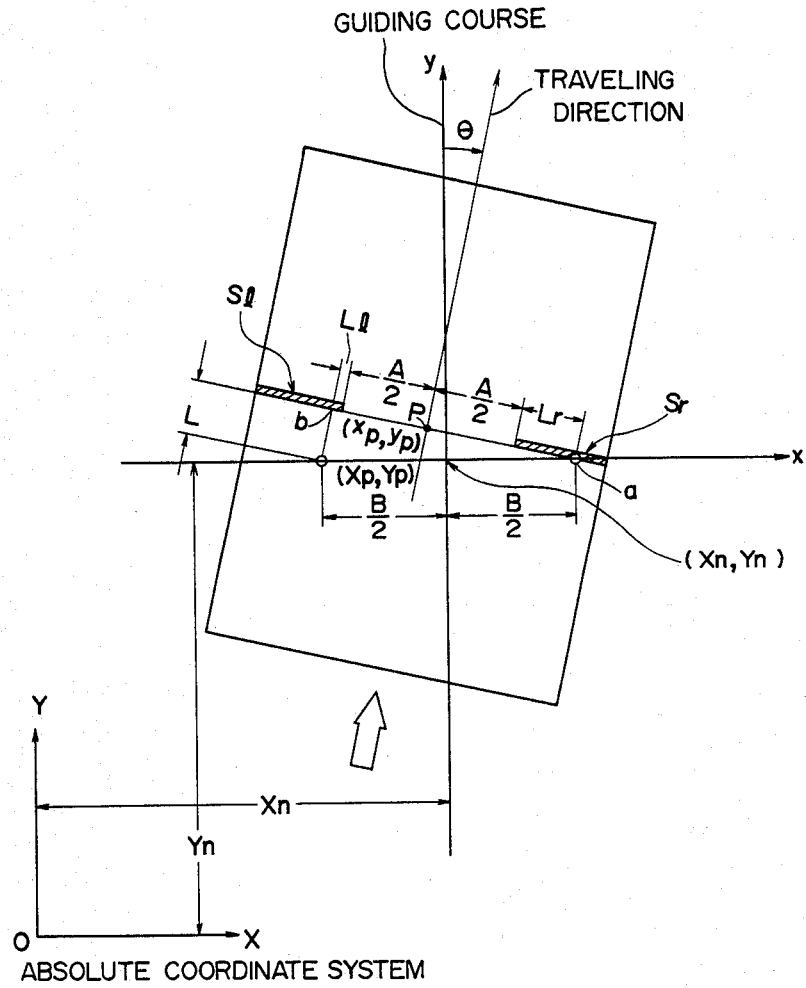 GUIDING COURSE
y
TRAVELING
DIRECTION
θ
Sℓ
Lℓ
A/2
A/2
Lr
Sr
L
b
P
(xp,yp)
x
(Xp,Yp)
a
B/2
B/2
(Xn,Yn)
Y
Xn
Yn
O
X
ABSOLUTE COORDINATE SYSTEM